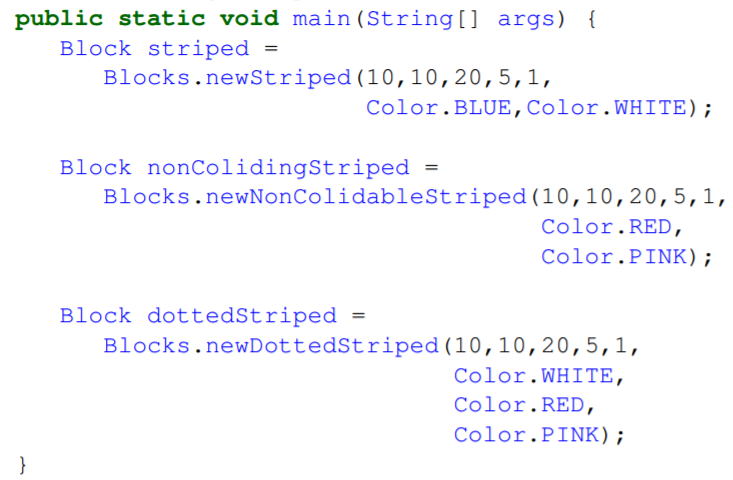 public static void main(String[] args) {
Block striped =
Blocks.newStriped(10,10,20,5,1,
Color.BLUE,Color.WHITE);
Block nonColidingStriped =
Blocks.newNonColidableStriped(10,10,20,5,1,
Color.RED,
Color.PINK);
Block dottedStriped =
Blocks.newDottedStriped(10,10,20,5,1,
Color.WHITE,
Color.RED,
Color.PINK);
}